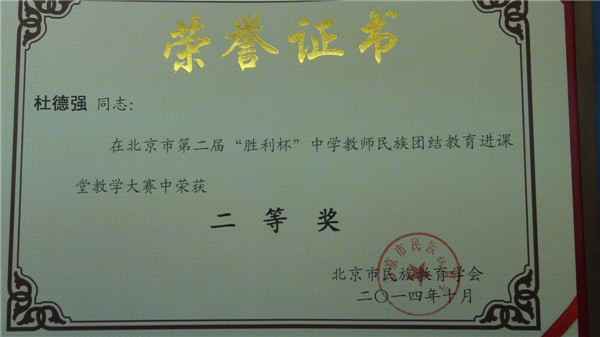 荣誉证书
杜德强 同志：
在北京市第二届“胜利杯”中学教师民族团结教育进课
堂教学大赛中荣获
二等奖
北京市民族教育学会
二〇一四年十月